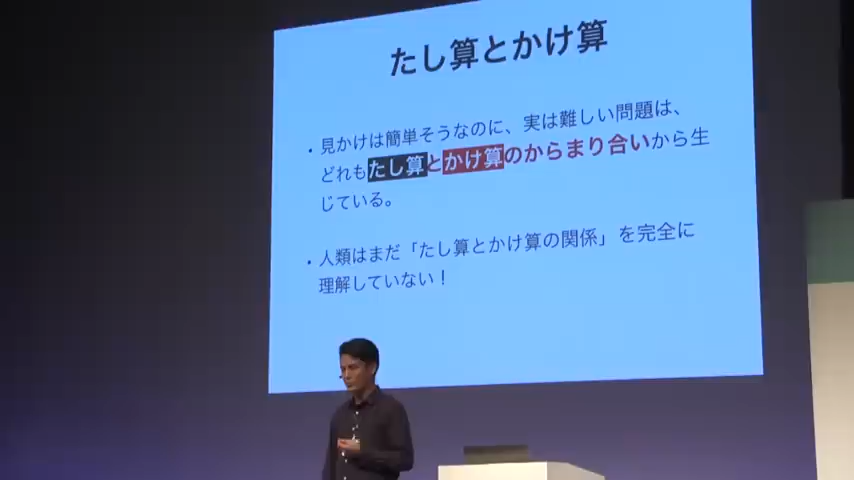 たし算とかけ算
・見かけは簡単そうなのに、実は難しい問題は、
どれもたし算とかけ算のからまり合いから生
じている。
・人類はまだ「たし算とかけ算の関係」を完全に
理解していない！